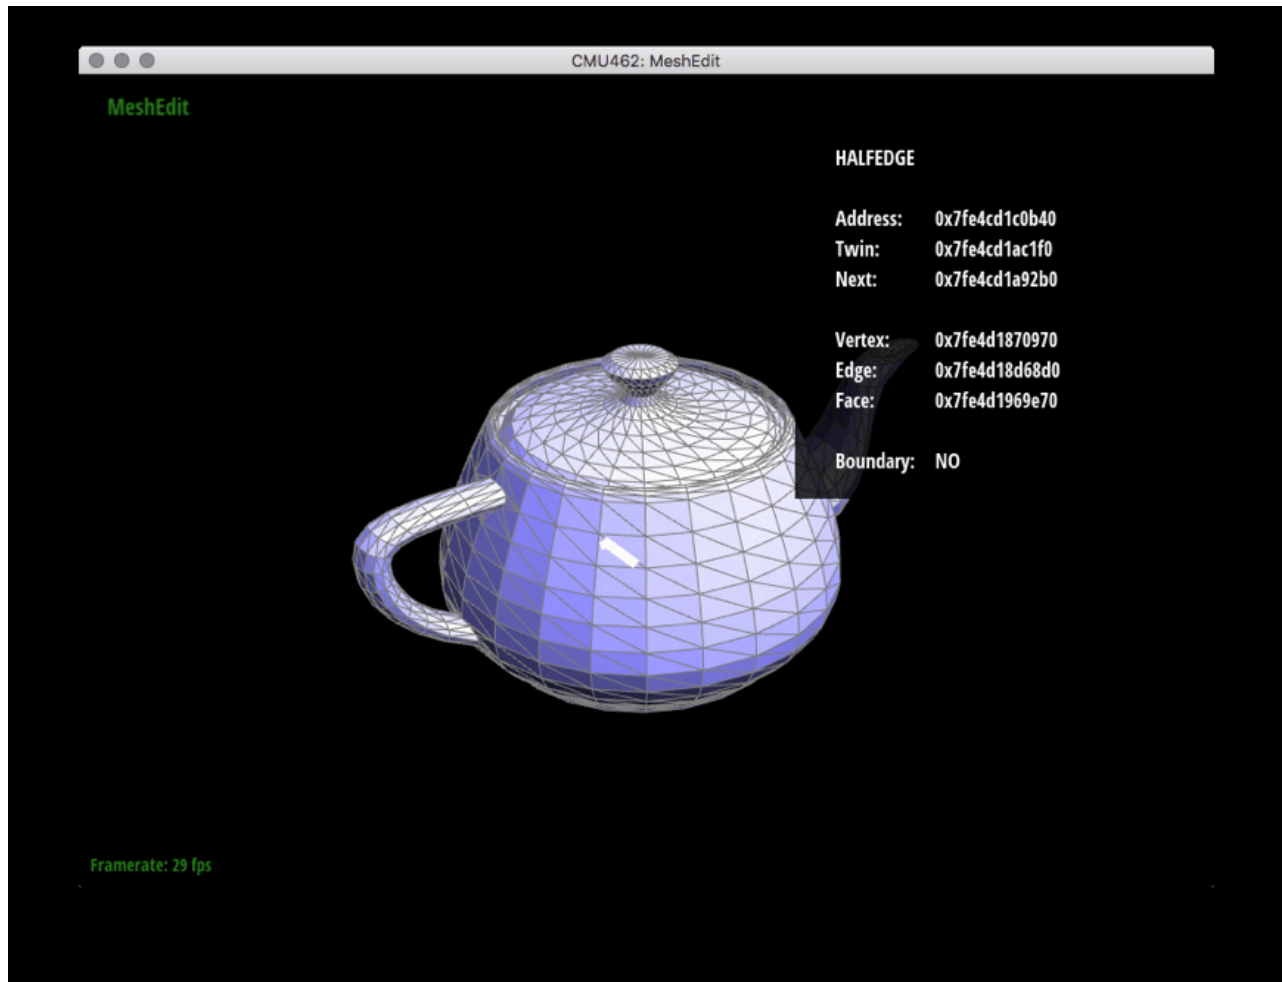 CMU462: MeshEdit
MeshEdit
HALFEDGE
Address: 0x7fe4cd1c0b40
Twin: 0x7fe4cd1ac1f0
Next: 0x7fe4cd1a92b0
Vertex: 0x7fe4d1870970
Edge: 0x7fe4d18d68d0
Face: 0x7fe4d1969e70
Boundary: NO
Framerate: 29 fps